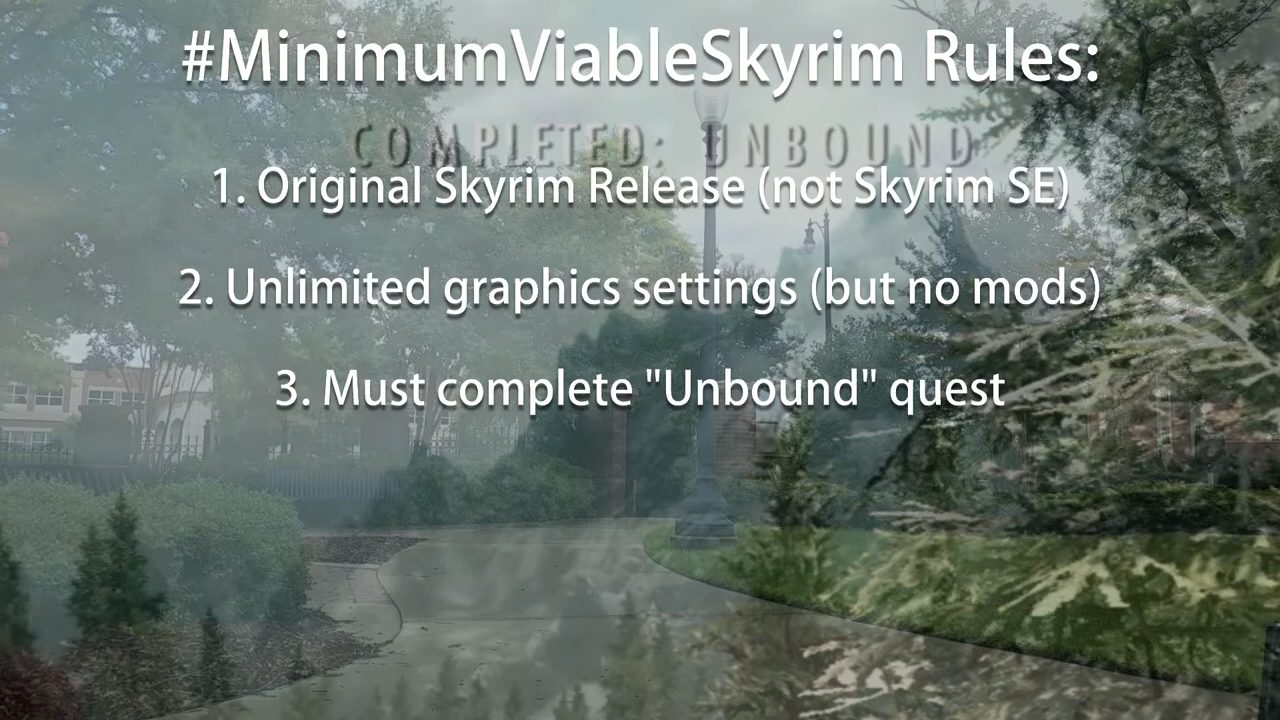 #MinimumViableSkyrim Rules:
COMPLETED: UNBOUND
1. Original Skyrim Release (not Skyrim SE)
2. Unlimited graphics settings (but no mods)
3. Must complete "Unbound" quest